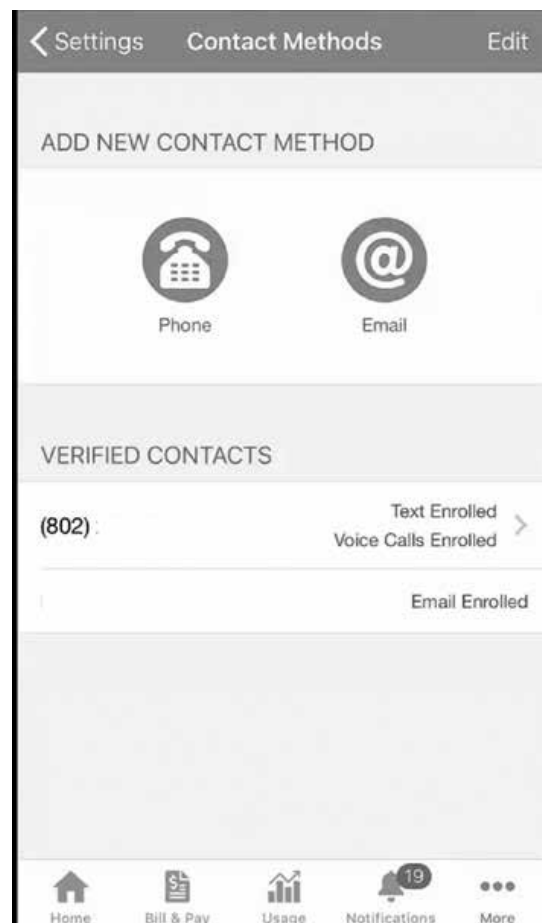 Settings Contact Methods Edit
ADD NEW CONTACT METHOD
Phone Email
VERIFIED CONTACTS
(802) Text Enrolled
Voice Calls Enrolled
Email Enrolled
19
Home Bill & Pay Usage Notifications More